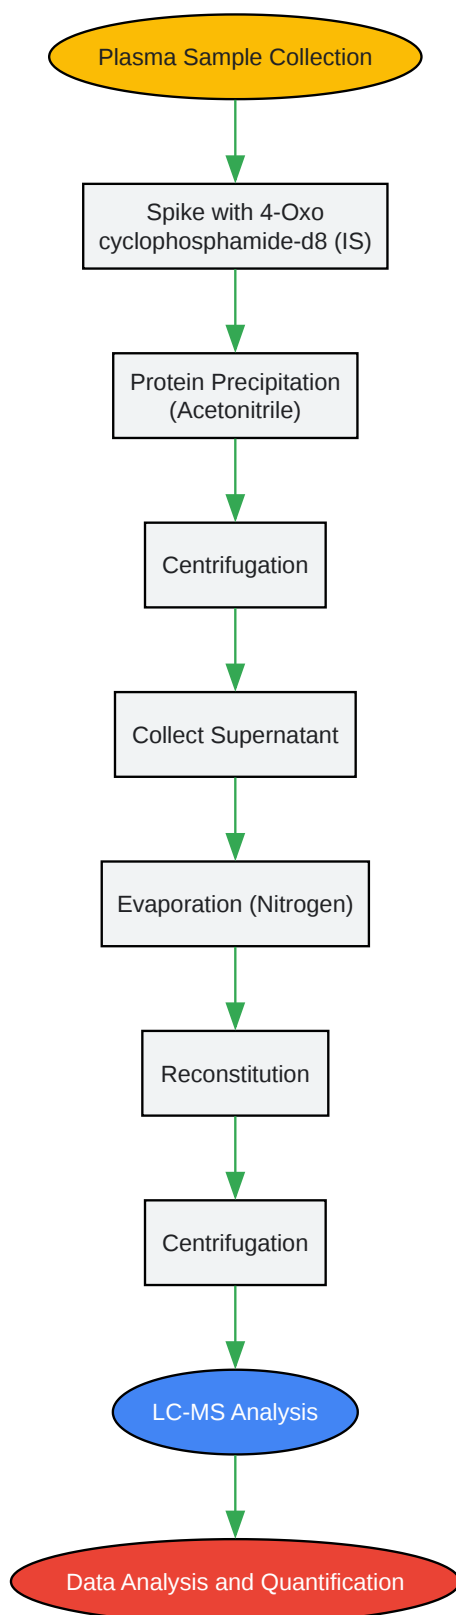 Plasma Sample Collection
Spike with 4-Oxo
cyclophosphamide-d8 (IS)
Protein Precipitation
(Acetonitrile)
Centrifugation
Collect Supernatant
Evaporation (Nitrogen)
Reconstitution
Centrifugation
LC-MS Analysis
Data Analysis and Quantification